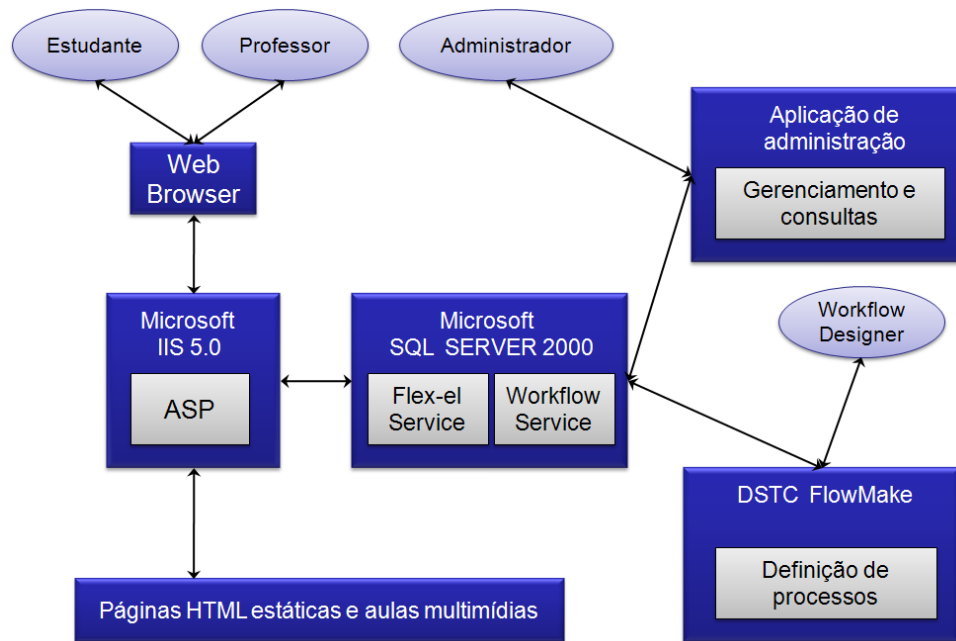 Estudante
Professor
Administrador
Web
Browser
Aplicação de
administração
Gerenciamento e
consultas
Microsoft
IIS 5.0
ASP
Microsoft
SQL SERVER 2000
Flex-el
Service
Workflow
Service
Workflow
Designer
DSTC FlowMake
Definição de
processos
Páginas HTML estáticas e aulas multimídias